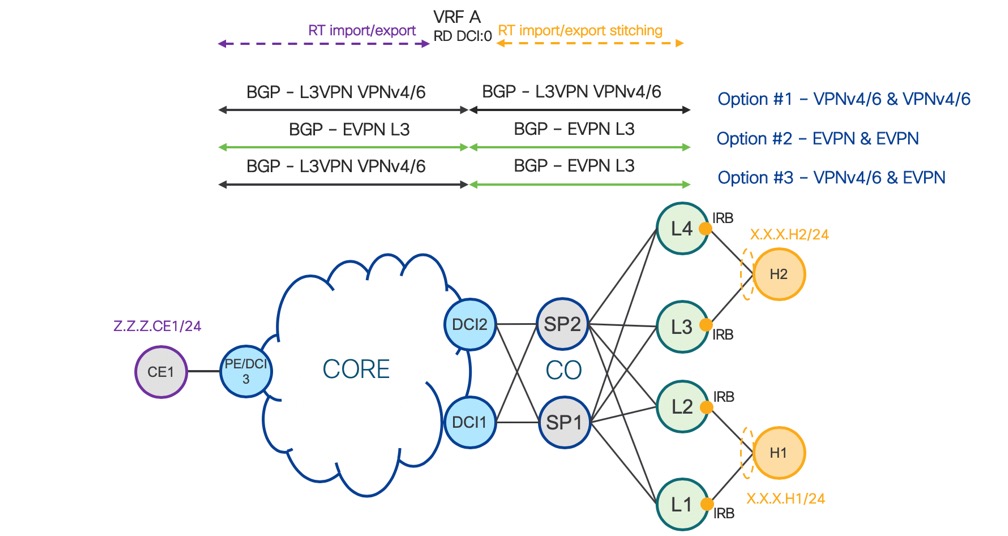 VRF A
RT import/export
RD DCI:0
RT import/export stitching
BGP – L3VPN VPNv4/6
BGP – L3VPN VPNv4/6
Option #1 – VPNv4/6 & VPNv4/6
BGP – EVPN L3
BGP – EVPN L3
Option #2 – EVPN & EVPN
BGP – L3VPN VPNv4/6
BGP – EVPN L3
Option #3 – VPNv4/6 & EVPN
L4
IRB
X.X.X.H2/24
H2
Z.Z.Z.CE1/24
DCI2
SP2
L3
IRB
CE1
PE/DCI
3
CORE
CO
L2
IRB
DCI1
SP1
H1
X.X.X.H1/24
L1
IRB